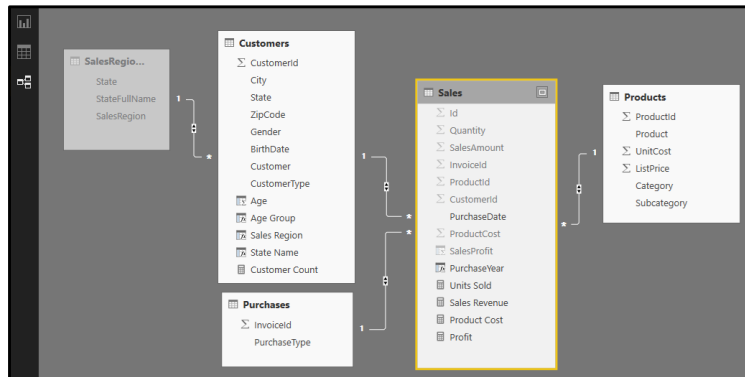 SalesRegio...
State
StateFullName
SalesRegion
1
*
Customers
CustomerId
City
State
ZipCode
Gender
BirthDate
Customer
CustomerType
Age
Age Group
Sales Region
State Name
Customer Count
1
*
Purchases
InvoiceId
PurchaseType
1
*
Sales
Id
Quantity
SalesAmount
InvoiceId
ProductId
CustomerId
PurchaseDate
ProductCost
SalesProfit
PurchaseYear
Units Sold
Sales Revenue
Product Cost
Profit
*
1
Products
ProductId
Product
UnitCost
ListPrice
Category
Subcategory